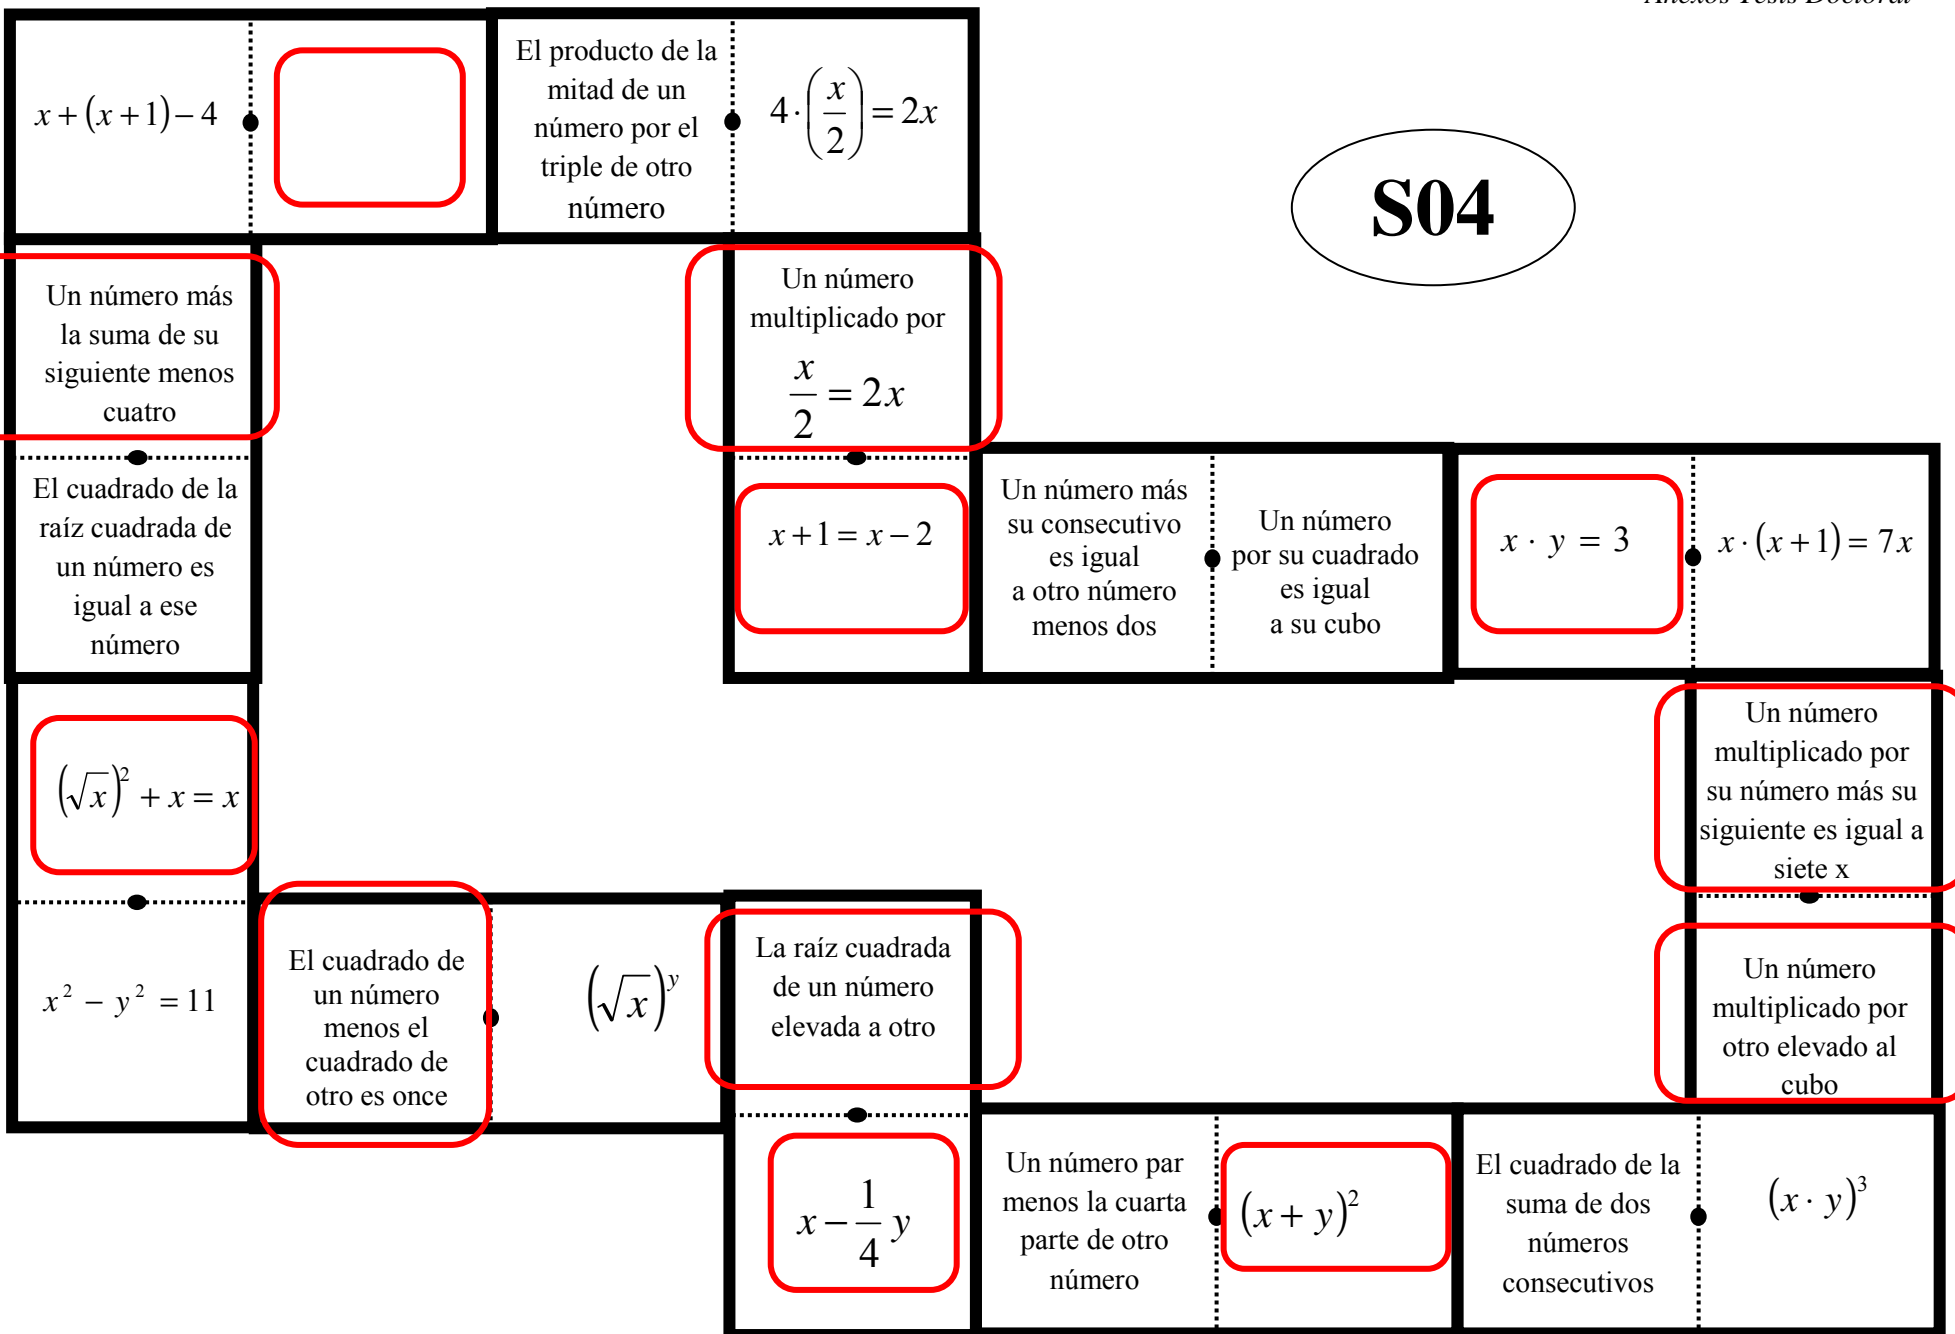 Anexos Tesis Doctoral
x + (x + 1) − 4
El producto de la
mitad de un
número por el
triple de otro
número
4 · (x/2) = 2x
S04
Un número más
la suma de su
siguiente menos
cuatro
El cuadrado de la
raíz cuadrada de
un número es
igual a ese
número
Un número
multiplicado por
x/2 = 2x
x + 1 = x − 2
Un número más
su consecutivo
es igual
a otro número
menos dos
Un número
por su cuadrado
es igual
a su cubo
x · y = 3
x · (x + 1) = 7x
Un número
multiplicado por
su número más su
siguiente es igual a
siete x
Un número
multiplicado por
otro elevado al
cubo
(√x)² + x = x
x² − y² = 11
El cuadrado de
un número
menos el
cuadrado de
otro es once
(√x)^y
La raíz cuadrada
de un número
elevada a otro
x − 1/4 y
Un número par
menos la cuarta
parte de otro
número
(x + y)²
El cuadrado de la
suma de dos
números
consecutivos
(x · y)³